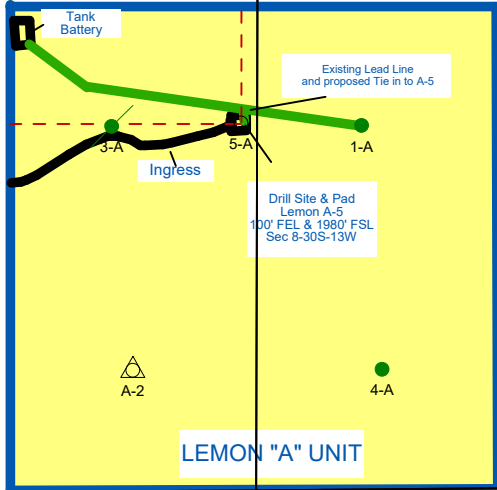 Tank
Battery
Existing Lead Line
and proposed Tie in to A-5
3-A
5-A
1-A
Ingress
Drill Site & Pad
Lemon A-5
100' FEL & 1980' FSL
Sec 8-30S-13W
A-2
4-A
LEMON "A" UNIT